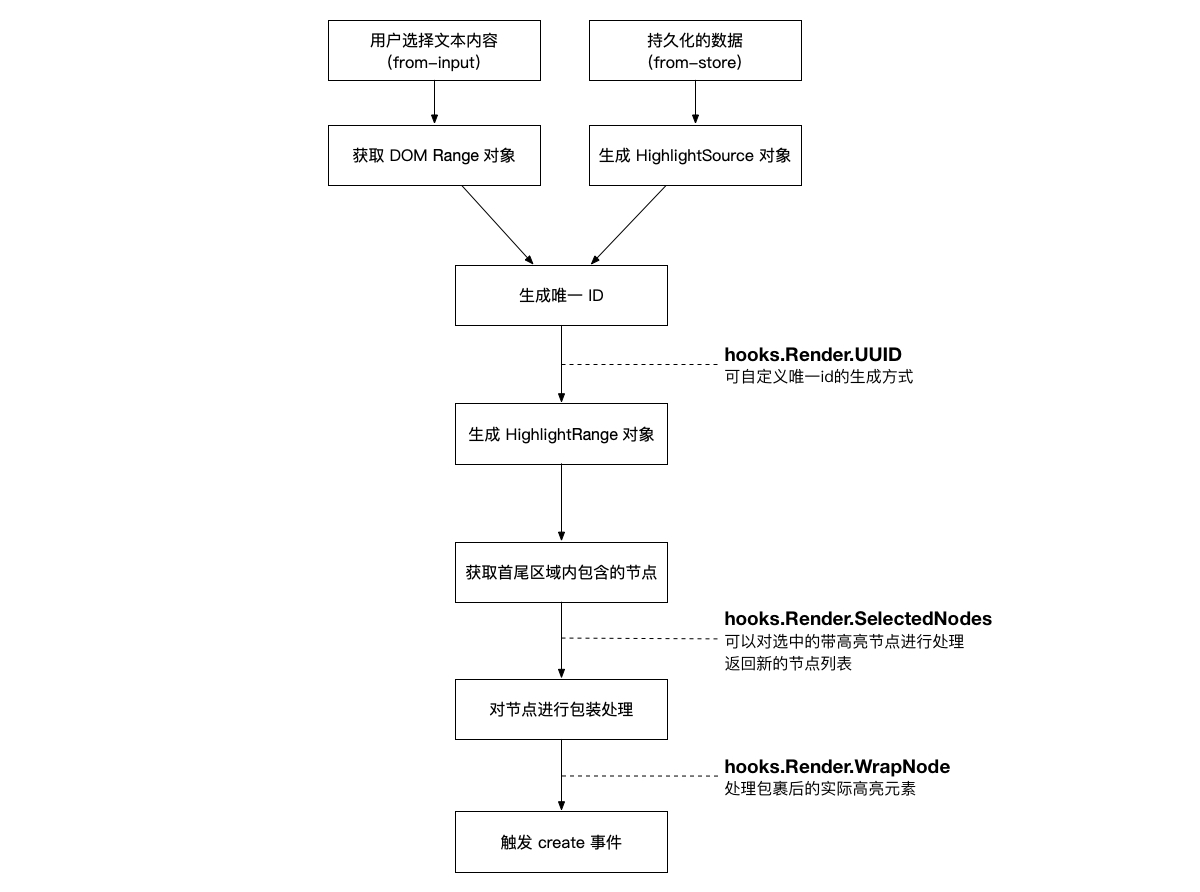 用户选择文本内容
（from-input）
持久化的数据
（from-store）
获取 DOM Range 对象
生成 HighlightSource 对象
生成唯一 ID
hooks.Render.UUID
可自定义唯一id的生成方式
生成 HighlightRange 对象
获取首尾区域内包含的节点
hooks.Render.SelectedNodes
可以对选中的带高亮节点进行处理
返回新的节点列表
对节点进行包装处理
hooks.Render.WrapNode
处理包裹后的实际高亮元素
触发 create 事件